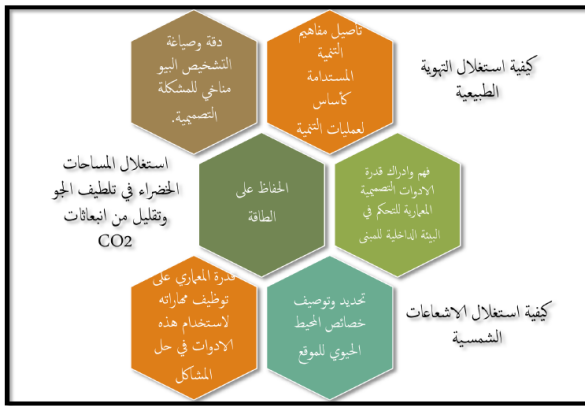 تأصيل مفاهيم
التنمية
المستدامة
كأساس
لعمليات التنمية
دقة وصياغة
التشخيص البيو
مناخي للمشكلة
التصميمية.
كيفية استغلال التهوية
الطبيعية
فهم وادراك قدرة
الادوات التصميمية
المعمارية للتحكم في
البيئة الداخلية للمبنى
الحفاظ على
الطاقة
استغلال المساحات
الخضراء في تلطيف الجو
وتقليل من انبعاثات
CO2
تحديد وتوصيف
خصائص المحيط
الحيوي للموقع
قدرة المعماري على
توظيف مهاراته
لاستخدام هذه
الادوات في حل
المشاكل
كيفية استغلال الاشعاعات
الشمسية